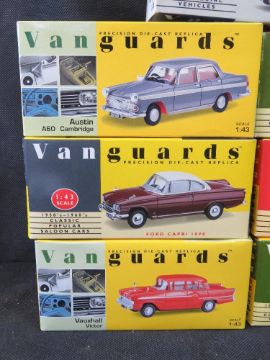 VEHICLES
Vanguards
PRECISION DIE-CAST REPLICA
Austin
A60 Cambridge
SCALE
1:43
Vanguards
PRECISION DIE-CAST REPLICA
1:43
SCALE
1950's-1960's
CLASSIC
POPULAR
SALOON CARS
FORD CAPRI 109E
PRECISION DIE-CAST REPLICA
Vanguards
Vauxhall
Victor
SCALE
1:43